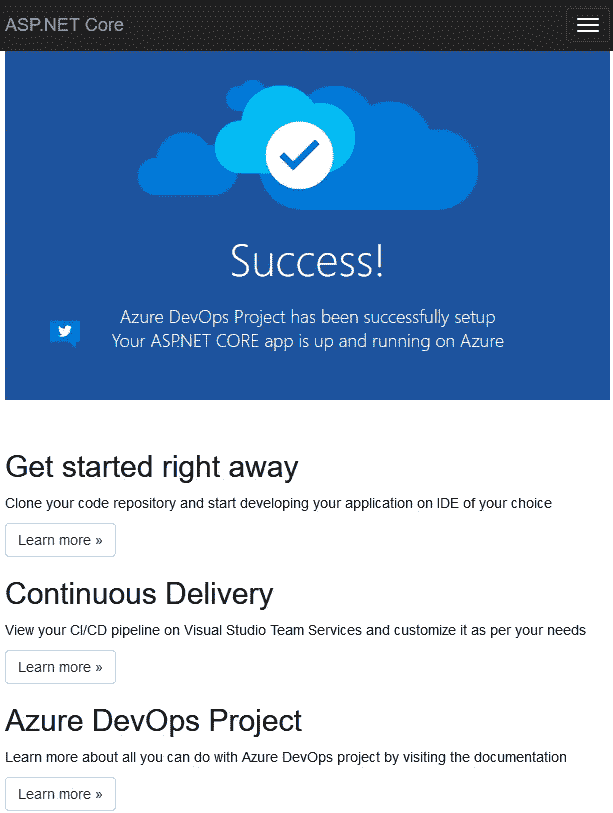 ASP.NET Core
Success!
Azure DevOps Project has been successfully setup
Your ASP.NET CORE app is up and running on Azure
Get started right away
Clone your code repository and start developing your application on IDE of your choice
Learn more »
Continuous Delivery
View your CI/CD pipeline on Visual Studio Team Services and customize it as per your needs
Learn more »
Azure DevOps Project
Learn more about all you can do with Azure DevOps project by visiting the documentation
Learn more »